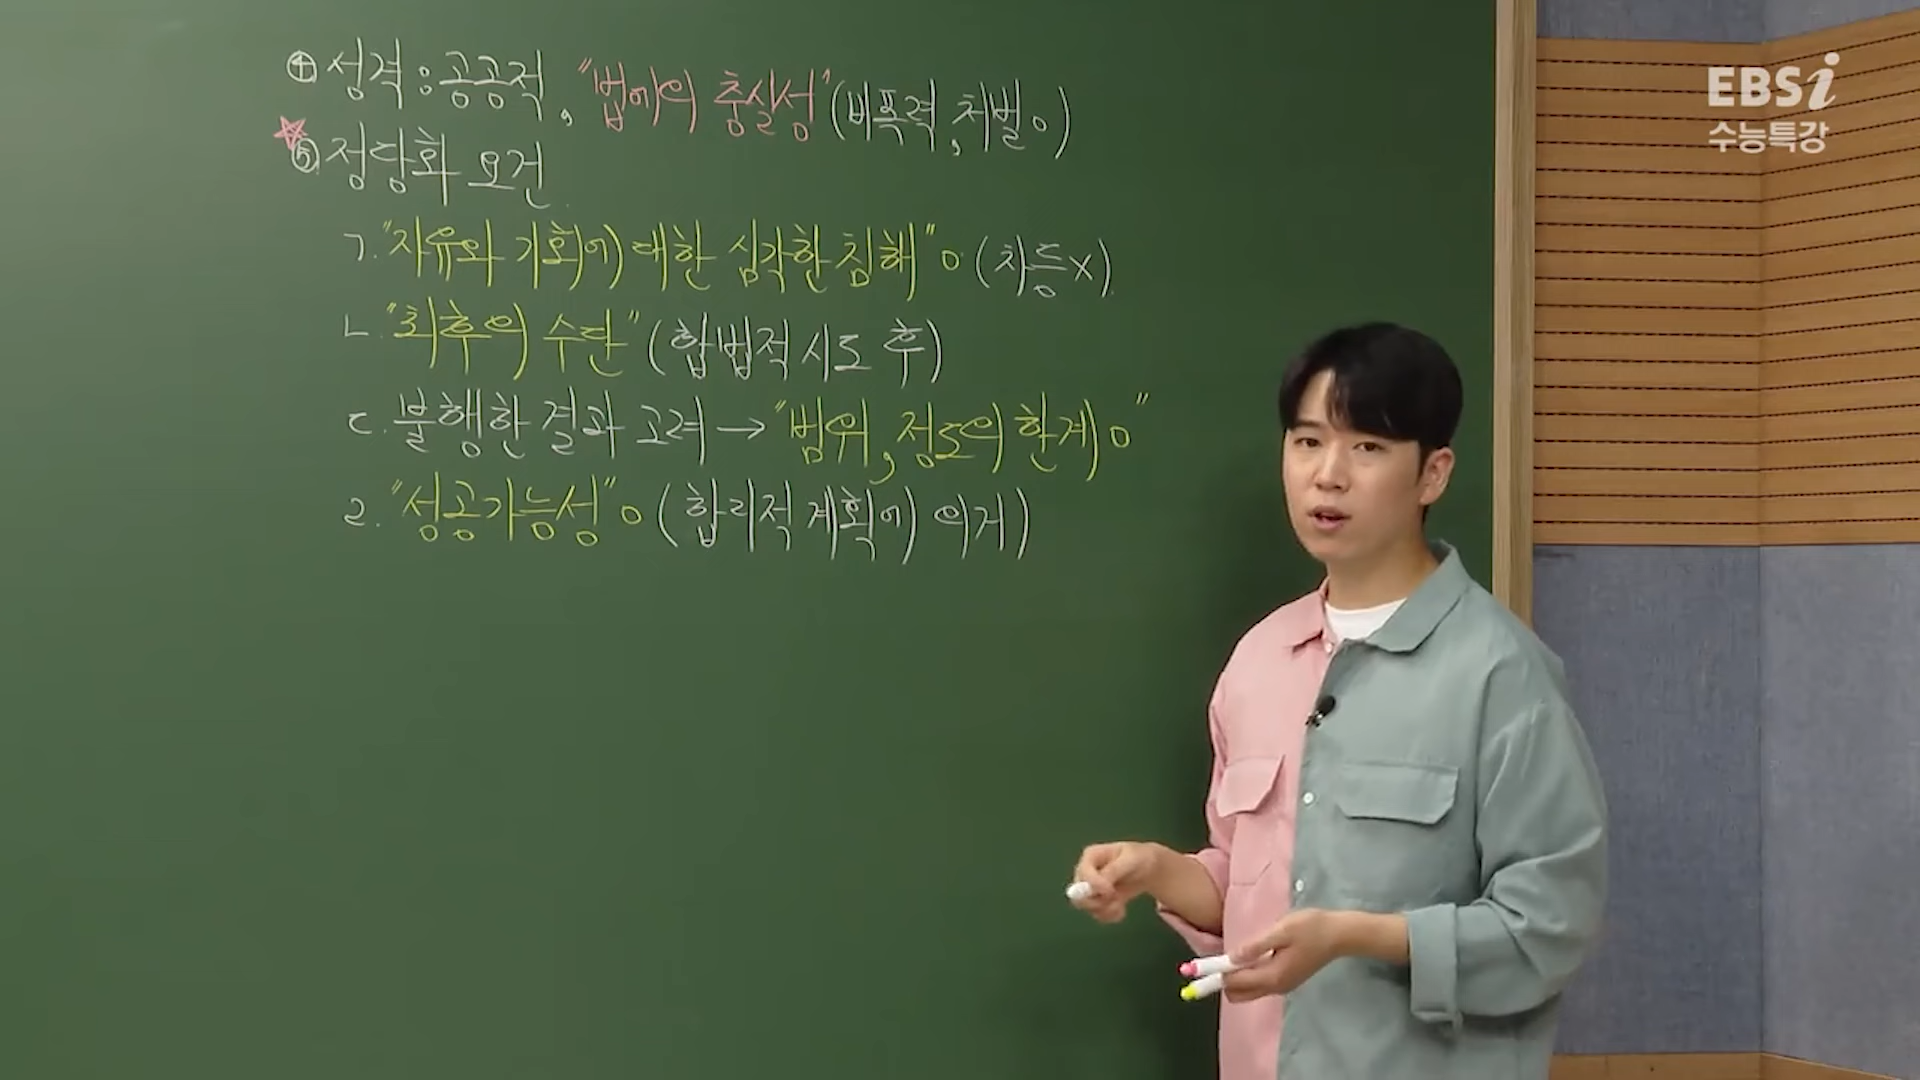 ④ 성격 : 공공적, "법에의 충실성" (비폭력, 처벌o)
☆⑤ 정당화 요건
ㄱ. "자유와 기회에 대한 심각한 침해" o (차등x)
ㄴ. "최후의 수단" (합법적 시도 후)
ㄷ. 불행한 결과 고려 → "범위, 정도의 한계 o"
ㄹ. "성공가능성" o (합리적 계획에 의거)
EBSi
수능특강